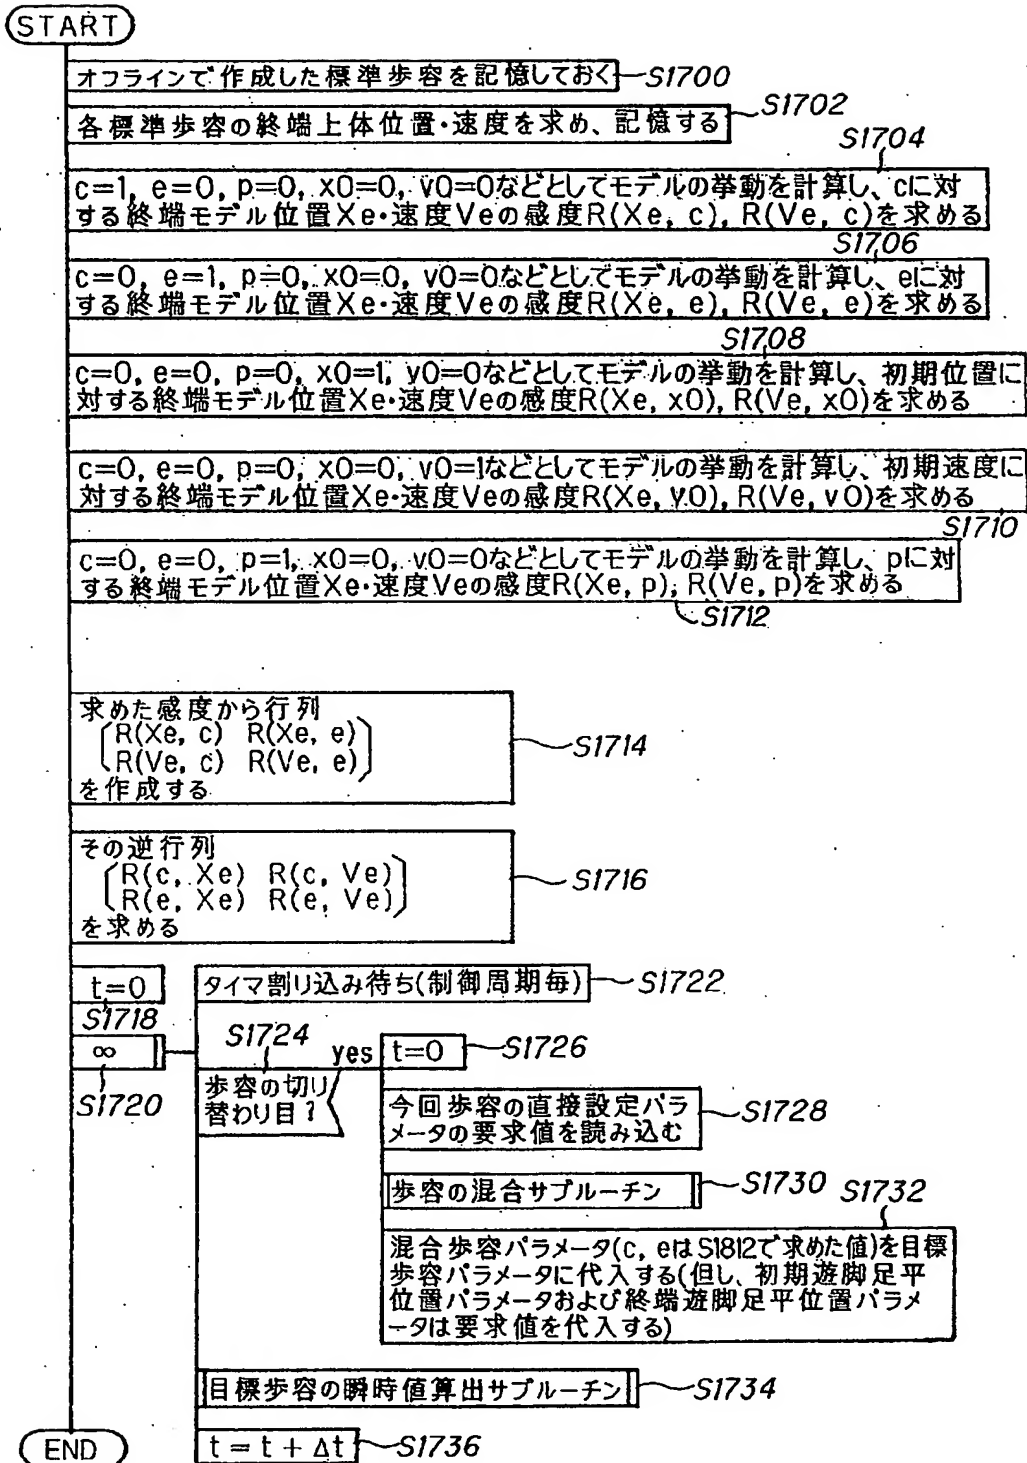 START
オフラインで作成した標準歩容を記憶しておく
S1700
各標準歩容の終端上体位置・速度を求め、記憶する
S1702
S1704
c=1, e=0, p=0, x0=0, v0=0などとしてモデルの挙動を計算し、cに対
する終端モデル位置Xe・速度Veの感度R(Xe, c), R(Ve, c)を求める
S1706
c=0, e=1, p=0, x0=0, v0=0などとしてモデルの挙動を計算し、eに対
する終端モデル位置Xe・速度Veの感度R(Xe, e), R(Ve, e)を求める
S1708
c=0, e=0, p=0, x0=1, v0=0などとしてモデルの挙動を計算し、初期位置に
対する終端モデル位置Xe・速度Veの感度R(Xe, x0), R(Ve, x0)を求める
c=0, e=0, p=0, x0=0, v0=1などとしてモデルの挙動を計算し、初期速度に
対する終端モデル位置Xe・速度Veの感度R(Xe, v0), R(Ve, v0)を求める
S1710
c=0, e=0, p=1, x0=0, v0=0などとしてモデルの挙動を計算し、pに対
する終端モデル位置Xe・速度Veの感度R(Xe, p), R(Ve, p)を求める
S1712
求めた感度から行列
R(Xe, c) R(Xe, e)
R(Ve, c) R(Ve, e)
を作成する
S1714
その逆行列
R(c, Xe) R(c, Ve)
R(e, Xe) R(e, Ve)
を求める
S1716
t=0
S1718
∞
S1720
タイマ割り込み待ち(制御周期毎)
S1722
S1724
歩容の切り
替わり目?
yes
t=0
S1726
今回歩容の直接設定パラ
メータの要求値を読み込む
S1728
歩容の混合サブルーチン
S1730
S1732
混合歩容パラメータ(c, eはS1812で求めた値)を目標
歩容パラメータに代入する(但し、初期遊脚足平
位置パラメータおよび終端遊脚足平位置パラメ
ータは要求値を代入する)
目標歩容の瞬時値算出サブルーチン
S1734
t = t + Δt
S1736
END